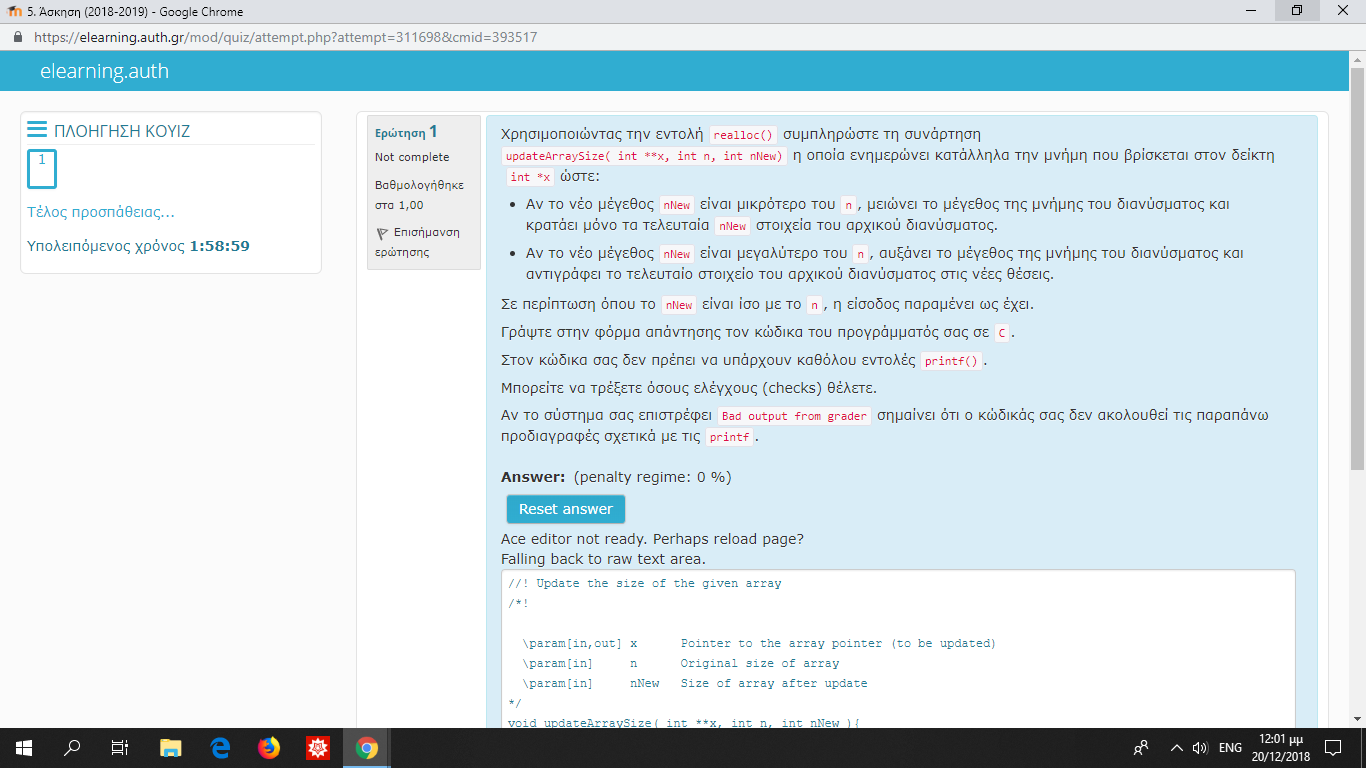 5. Άσκηση (2018-2019) - Google Chrome
https://elearning.auth.gr/mod/quiz/attempt.php?attempt=311698&cmid=393517
elearning.auth
ΠΛΟΗΓΗΣΗ ΚΟΥΙΖ
1
Τέλος προσπάθειας...
Υπολειπόμενος χρόνος 1:58:59
Ερώτηση 1
Not complete
Βαθμολογήθηκε
στα 1,00
Επισήμανση
ερώτησης
Χρησιμοποιώντας την εντολή realloc() συμπληρώστε τη συνάρτηση
updateArraySize( int **x, int n, int nNew) η οποία ενημερώνει κατάλληλα την μνήμη που βρίσκεται στον δείκτη
int *x ώστε:
• Αν το νέο μέγεθος nNew είναι μικρότερο του n, μειώνει το μέγεθος της μνήμης του διανύσματος και
κρατάει μόνο τα τελευταία nNew στοιχεία του αρχικού διανύσματος.
• Αν το νέο μέγεθος nNew είναι μεγαλύτερο του n, αυξάνει το μέγεθος της μνήμης του διανύσματος και
αντιγράφει το τελευταίο στοιχείο του αρχικού διανύσματος στις νέες θέσεις.
Σε περίπτωση όπου το nNew είναι ίσο με το n, η είσοδος παραμένει ως έχει.
Γράψτε στην φόρμα απάντησης τον κώδικα του προγράμματός σας σε C.
Στον κώδικα σας δεν πρέπει να υπάρχουν καθόλου εντολές printf().
Μπορείτε να τρέξετε όσους ελέγχους (checks) θέλετε.
Αν το σύστημα σας επιστρέφει Bad output from grader σημαίνει ότι ο κώδικάς σας δεν ακολουθεί τις παραπάνω
προδιαγραφές σχετικά με τις printf.
Answer: (penalty regime: 0 %)
Reset answer
Ace editor not ready. Perhaps reload page?
Falling back to raw text area.
//! Update the size of the given array
/*!
\param[in,out] x Pointer to the array pointer (to be updated)
\param[in] n Original size of array
\param[in] nNew Size of array after update
*/
void updateArraySize( int **x, int n, int nNew ){
ENG
12:01 μμ
20/12/2018